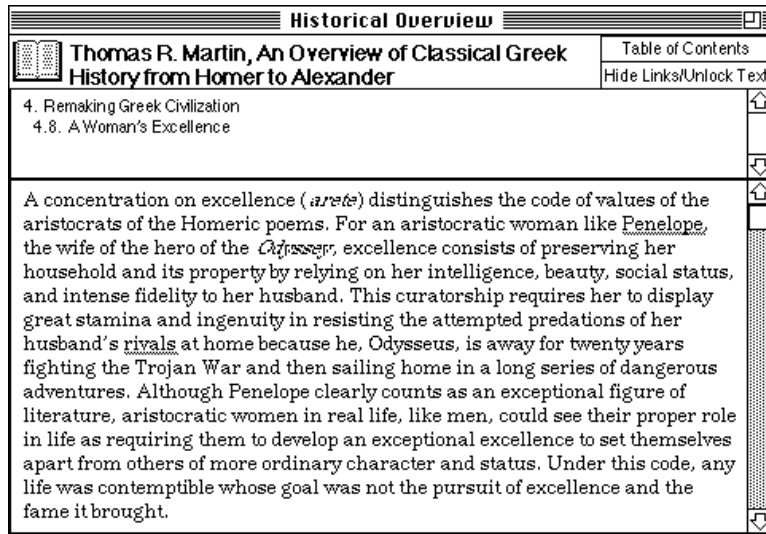 Historical Overview
Thomas R. Martin, An Overview of Classical Greek
History from Homer to Alexander
Table of Contents
Hide Links/Unlock Text
4. Remaking Greek Civilization
4.8. A Woman's Excellence
A concentration on excellence (arete) distinguishes the code of values of the
aristocrats of the Homeric poems. For an aristocratic woman like Penelope,
the wife of the hero of the Odyssey, excellence consists of preserving her
household and its property by relying on her intelligence, beauty, social status,
and intense fidelity to her husband. This curatorship requires her to display
great stamina and ingenuity in resisting the attempted predations of her
husband's rivals at home because he, Odysseus, is away for twenty years
fighting the Trojan War and then sailing home in a long series of dangerous
adventures. Although Penelope clearly counts as an exceptional figure of
literature, aristocratic women in real life, like men, could see their proper role
in life as requiring them to develop an exceptional excellence to set themselves
apart from others of more ordinary character and status. Under this code, any
life was contemptible whose goal was not the pursuit of excellence and the
fame it brought.